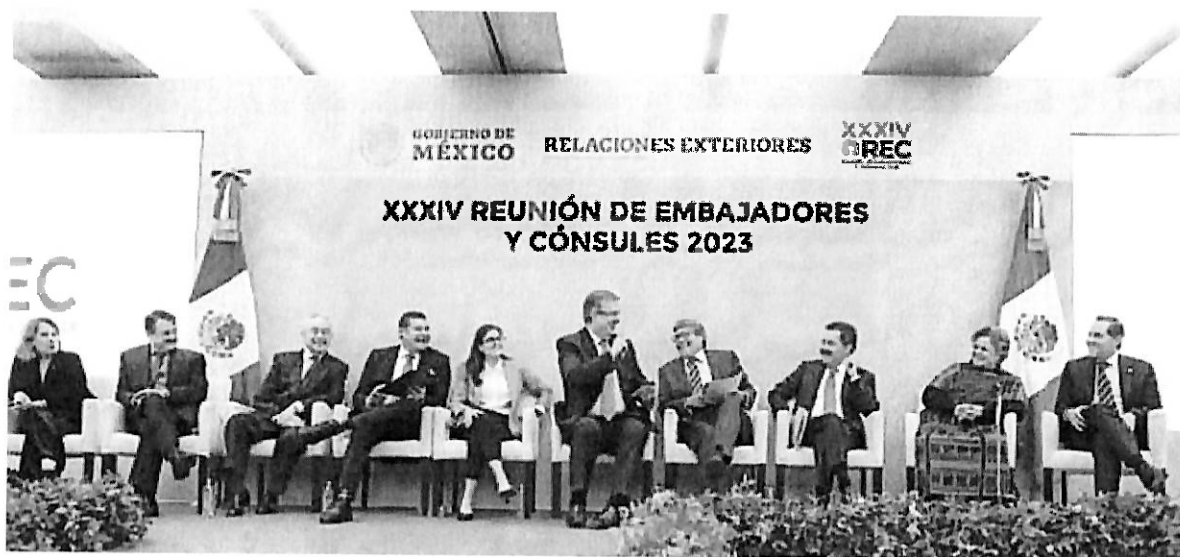 GOBIERNO DE
MÉXICO
RELACIONES EXTERIORES
XXXIV
REC
XXXIV REUNIÓN DE EMBAJADORES
Y CÓNSULES 2023
EC